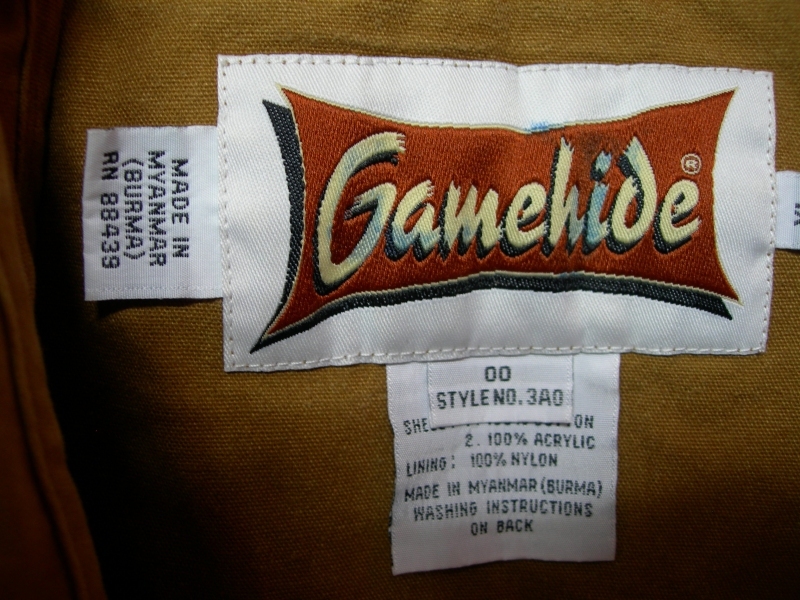 Gamehide®
MADE IN
MYANMAR
(BURMA)
RN 88439
00
STYLE NO. 3AO
2. 100% ACRYLIC
LINING: 100% NYLON
MADE IN MYANMAR (BURMA)
WASHING INSTRUCTIONS
ON BACK